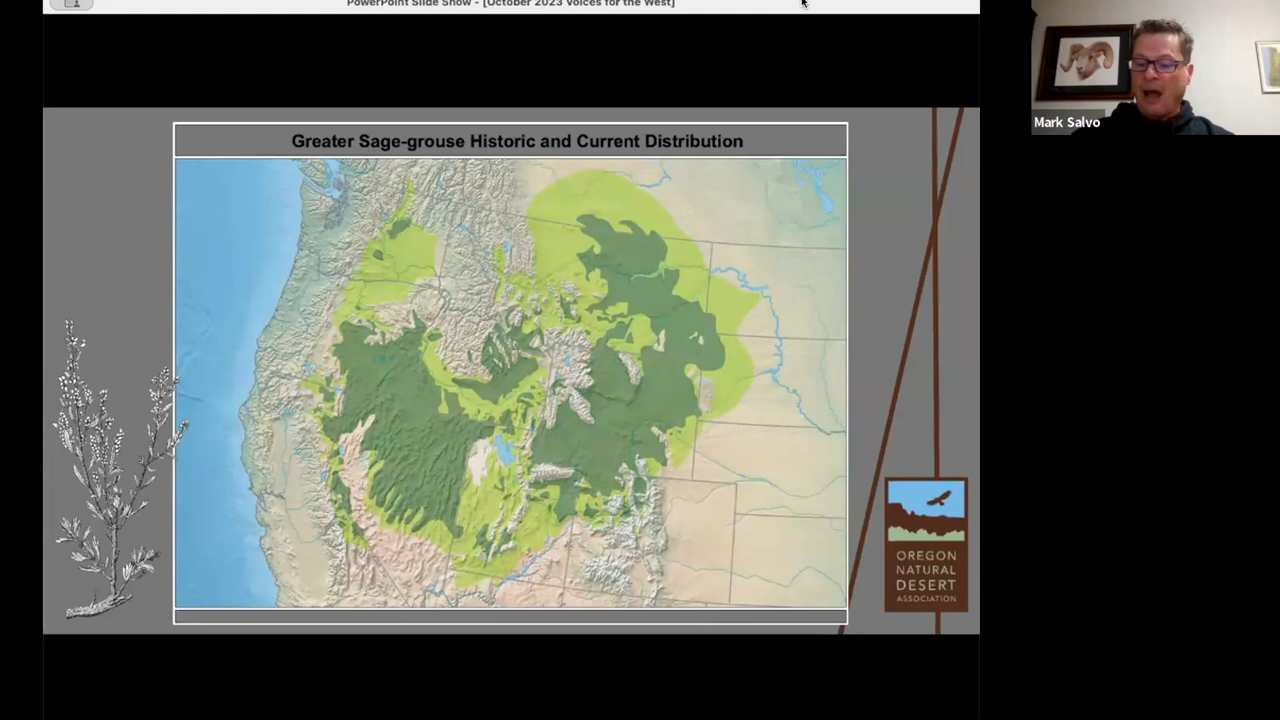 PowerPoint Slide Show - [October 2023 Voices for the West]
Mark Salvo
Greater Sage-grouse Historic and Current Distribution
OREGON
NATURAL
DESERT
ASSOCIATION